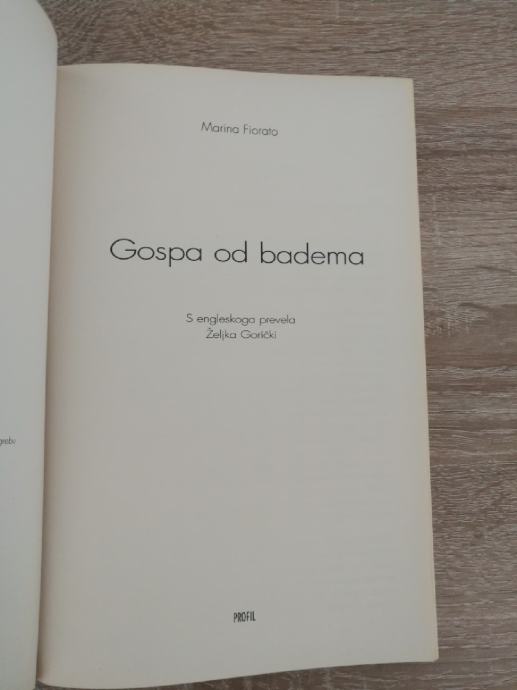 Marina Fiorato
Gospa od badema
S engleskoga prevela
Željka Gorički
PROFIL